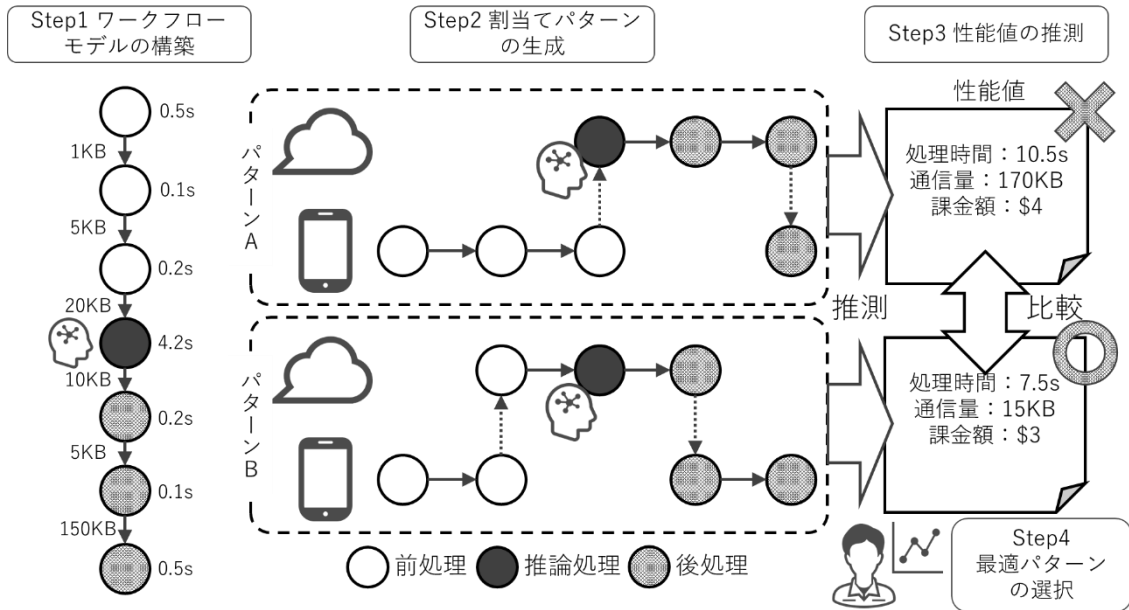 Step1 ワークフロー
モデルの構築
Step2 割当てパターン
の生成
Step3 性能値の推測
0.5s
1KB
0.1s
5KB
0.2s
20KB
4.2s
10KB
0.2s
5KB
0.1s
150KB
0.5s
パターンA
パターンB
性能値
処理時間：10.5s
通信量：170KB
課金額：$4
推測
比較
処理時間：7.5s
通信量：15KB
課金額：$3
前処理
推論処理
後処理
Step4
最適パターン
の選択